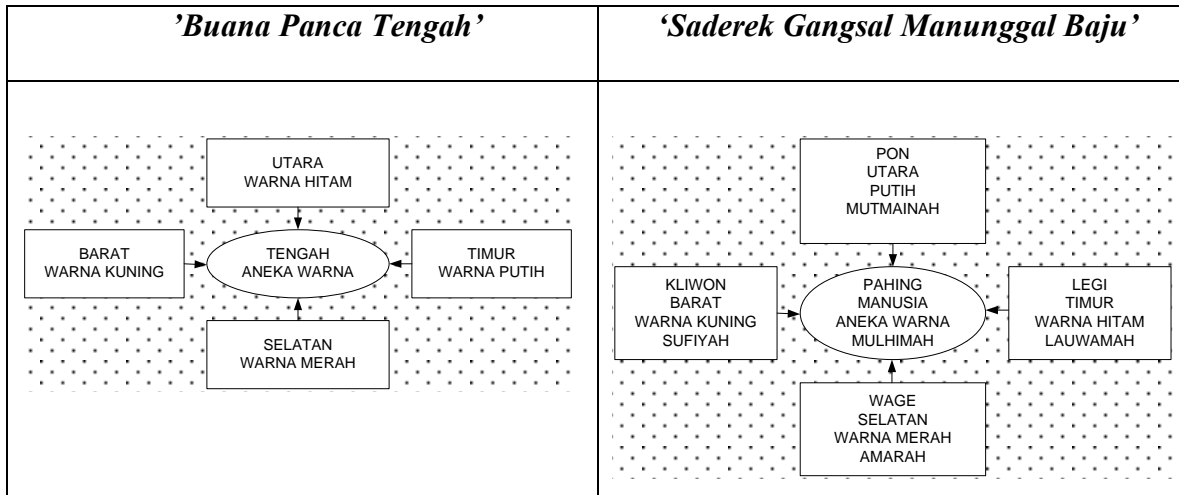 ’Buana Panca Tengah’
‘Saderek Gangsal Manunggal Baju’
UTARA
WARNA HITAM
BARAT
WARNA KUNING
TENGAH
ANEKA WARNA
TIMUR
WARNA PUTIH
SELATAN
WARNA MERAH
PON
UTARA
PUTIH
MUTMAINAH
KLIWON
BARAT
WARNA KUNING
SUFIYAH
PAHING
MANUSIA
ANEKA WARNA
MULHIMAH
LEGI
TIMUR
WARNA HITAM
LAUWAMAH
WAGE
SELATAN
WARNA MERAH
AMARAH